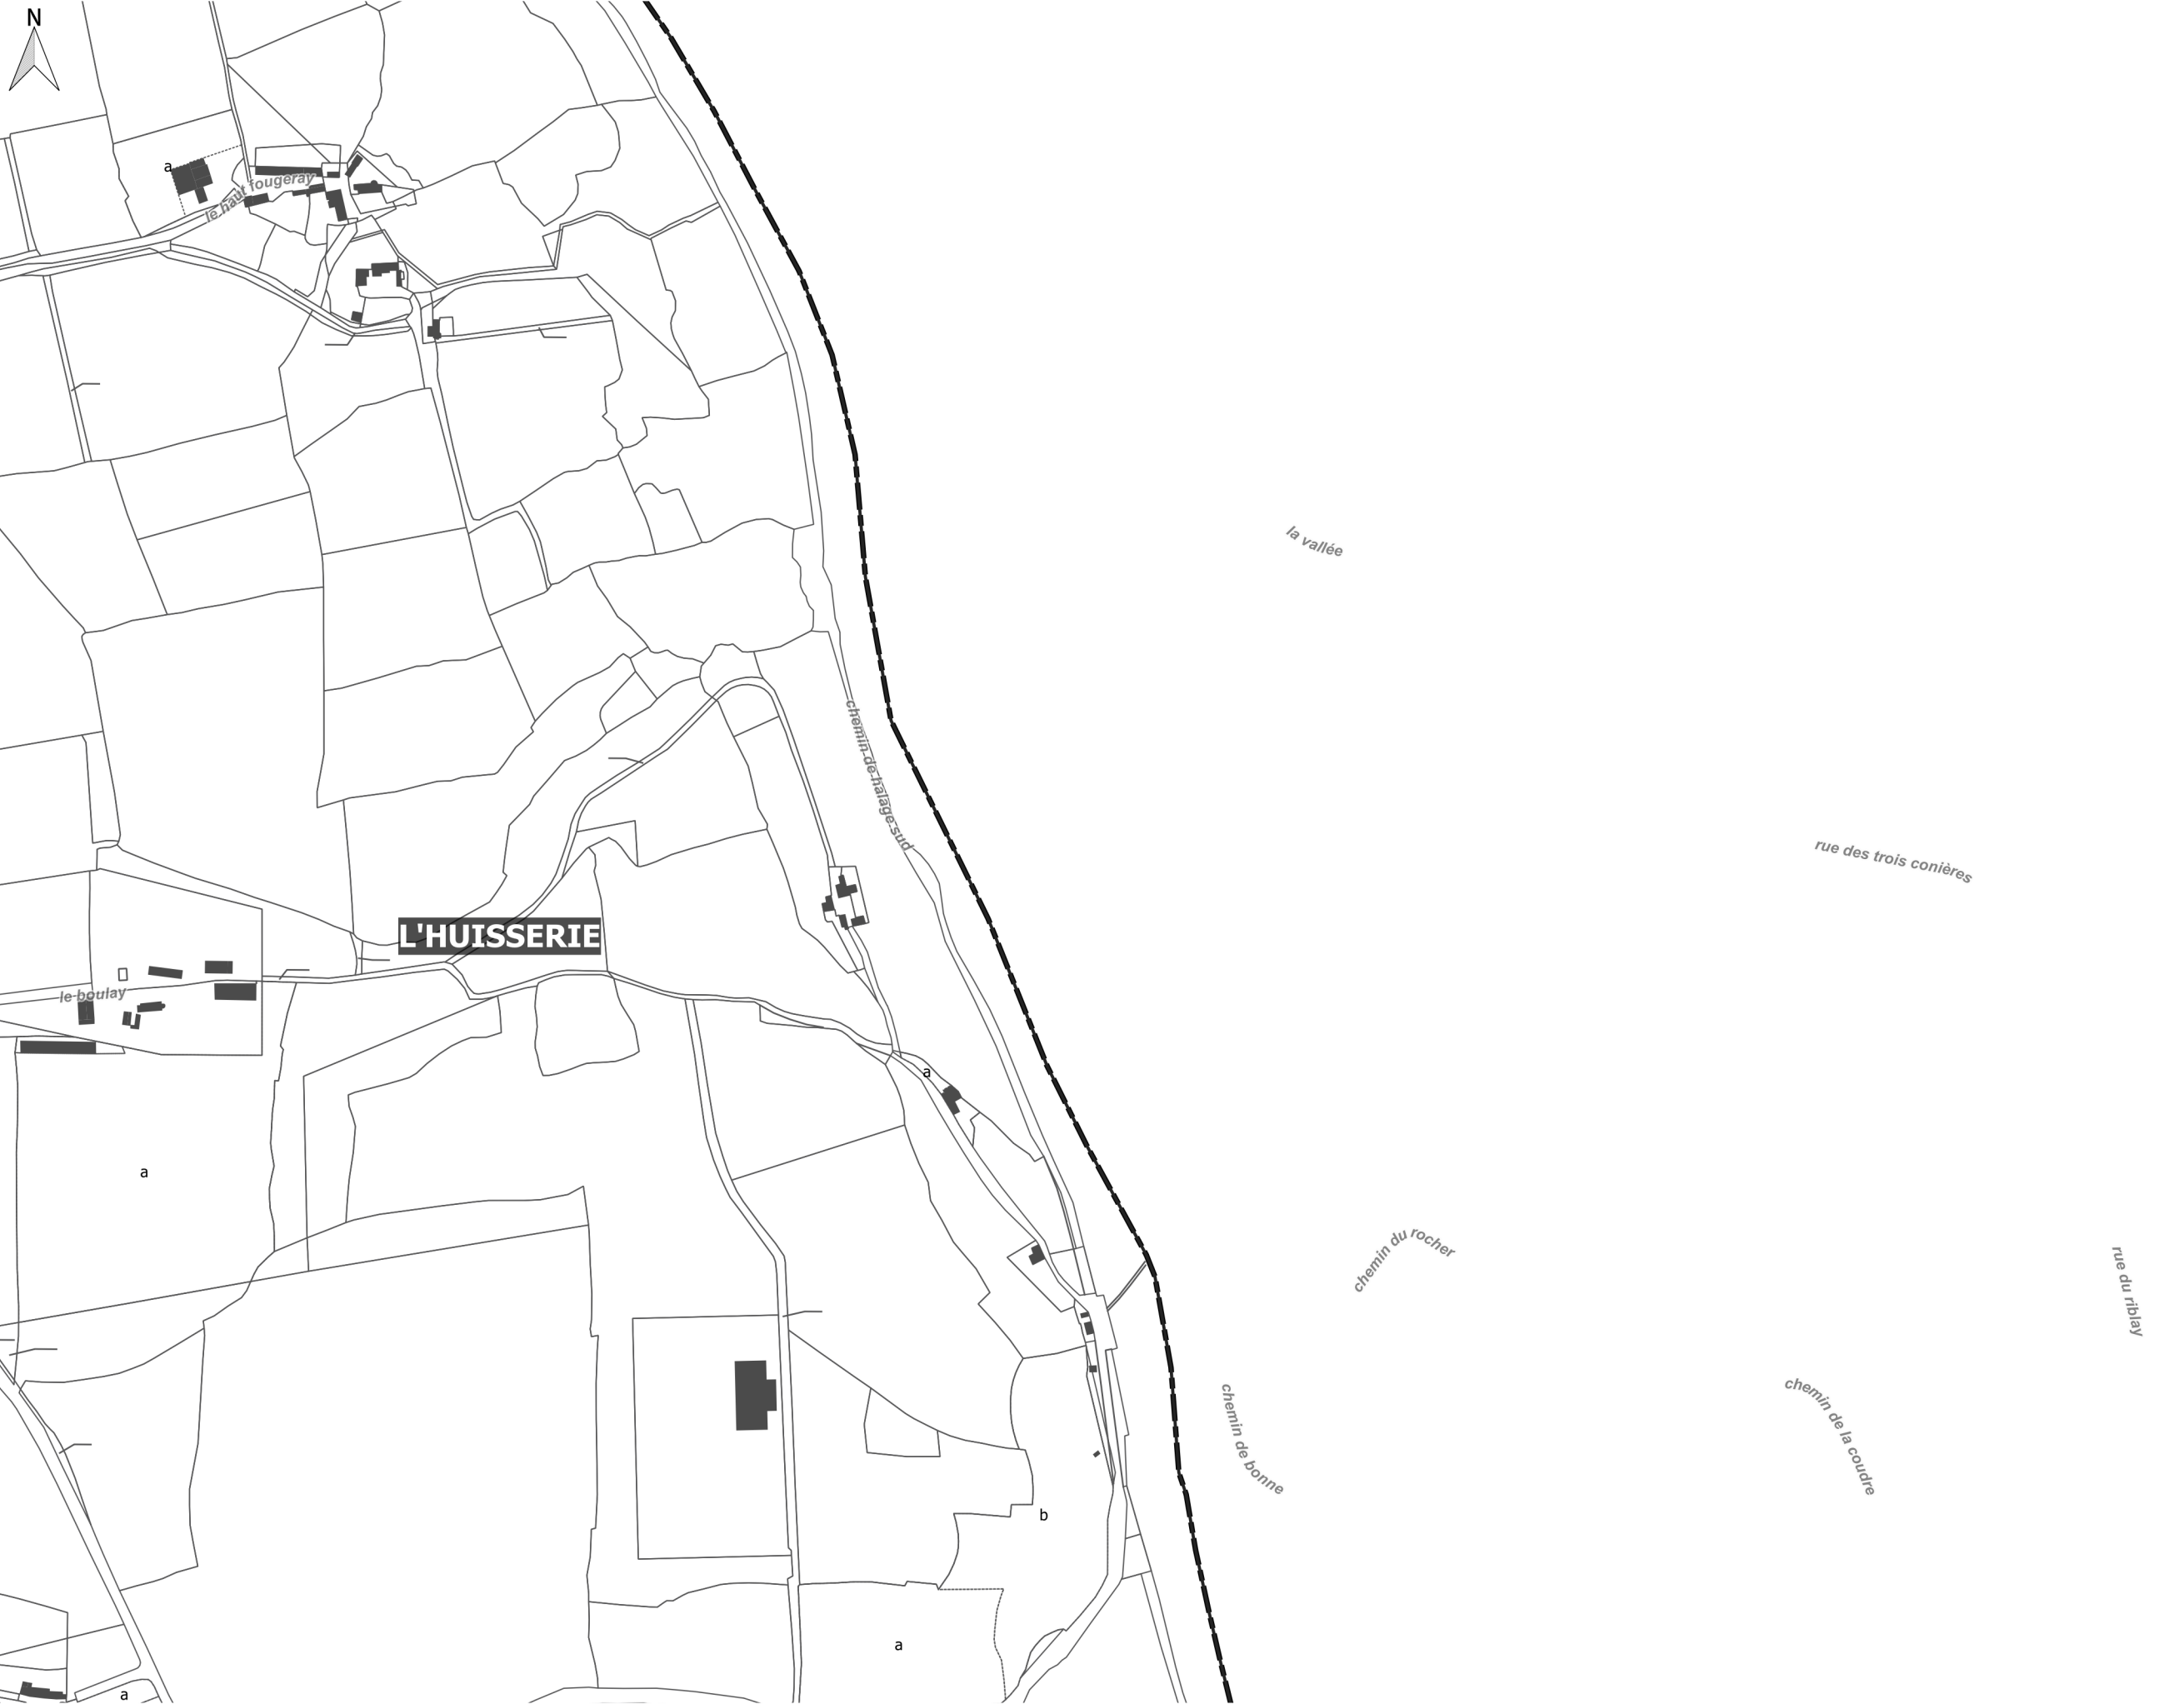 N
a
le haut fougeray
la vallée
chemin de halage sud
rue des trois conières
L'HUISSERIE
le boulay
a
a
chemin du rocher
rue du riblay
chemin de bonne
chemin de la coudre
b
a
a